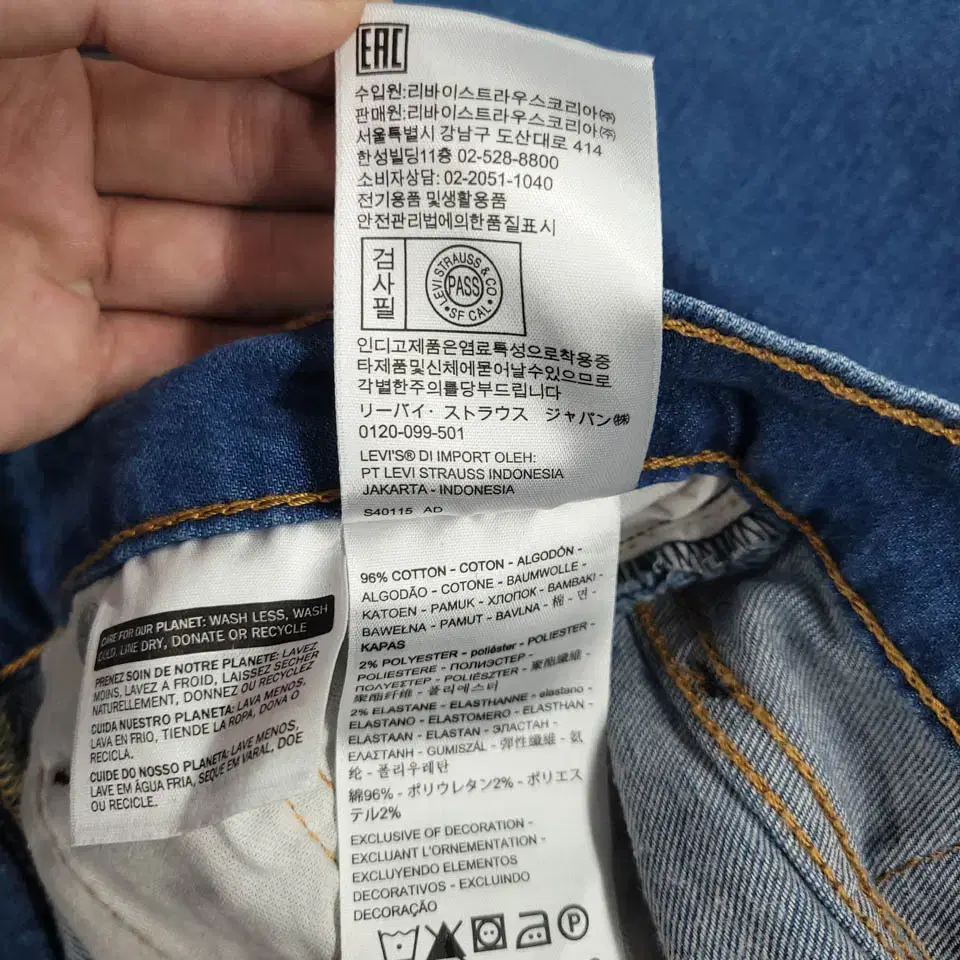 EAC
수입원:리바이스트라우스코리아㈜
판매원:리바이스트라우스코리아㈜
서울특별시 강남구 도산대로 414
한성빌딩11층 02-528-8800
소비자상담: 02-2051-1040
전기용품 및생활용품
안전관리법에의한품질표시
검사필
LEVI STRAUSS & CO
PASS
SF CAL
인디고제품은염료특성으로착용중
타제품및신체에묻어날수있으므로
각별한주의를당부드립니다
リーバイ・ストラウス ジャパン㈱
0120-099-501
LEVI'S® DI IMPORT OLEH:
PT LEVI STRAUSS INDONESIA
JAKARTA - INDONESIA
S40115 AD
96% COTTON - COTON - ALGODÓN -
ALGODÃO - COTONE - BAUMWOLLE -
KATOEN - PAMUK - ХЛОПОК - BAMBAKI -
BAWEŁNA - PAMUT - BAVLNA - 棉 - 면 -
KAPAS
2% POLYESTER - poliéster - POLIESTER -
POLIESTERE - ПОЛИЭСТЕР -
ΠΟΛΥΕΣΤΕΡ - POLIÉSZTER - 聚酯纖維 -
聚酯纤维 - 폴리에스터
2% ELASTANE - ELASTHANNE - elastano -
ELASTANO - ELASTOMERO - ELASTHAN -
ELASTAAN - ELASTAN - ЭЛАСТАН -
ΕΛΑΣΤΑΝΗ - GUMISZÁL - 彈性纖維 - 氨
纶 - 폴리우레탄
綿96% - ポリウレタン2% - ポリエス
テル2%
EXCLUSIVE OF DECORATION -
EXCLUANT L'ORNEMENTATION -
EXCLUYENDO ELEMENTOS
DECORATIVOS - EXCLUINDO
DECORAÇÃO
P
CARE FOR OUR PLANET: WASH LESS, WASH
COLD, LINE DRY, DONATE OR RECYCLE
PRENEZ SOIN DE NOTRE PLANETE: LAVEZ
MOINS, LAVEZ A FROID, LAISSEZ SECHER
NATURELLEMENT, DONNEZ OU RECYCLEZ
CUIDA NUESTRO PLANETA: LAVA MENOS,
LAVA EN FRIO, TIENDE LA ROPA, DONA O
RECICLA.
CUIDE DO NOSSO PLANETA: LAVE MENOS,
LAVE EM ÁGUA FRIA, SEQUE EM VARAL, DOE
OU RECICLE.